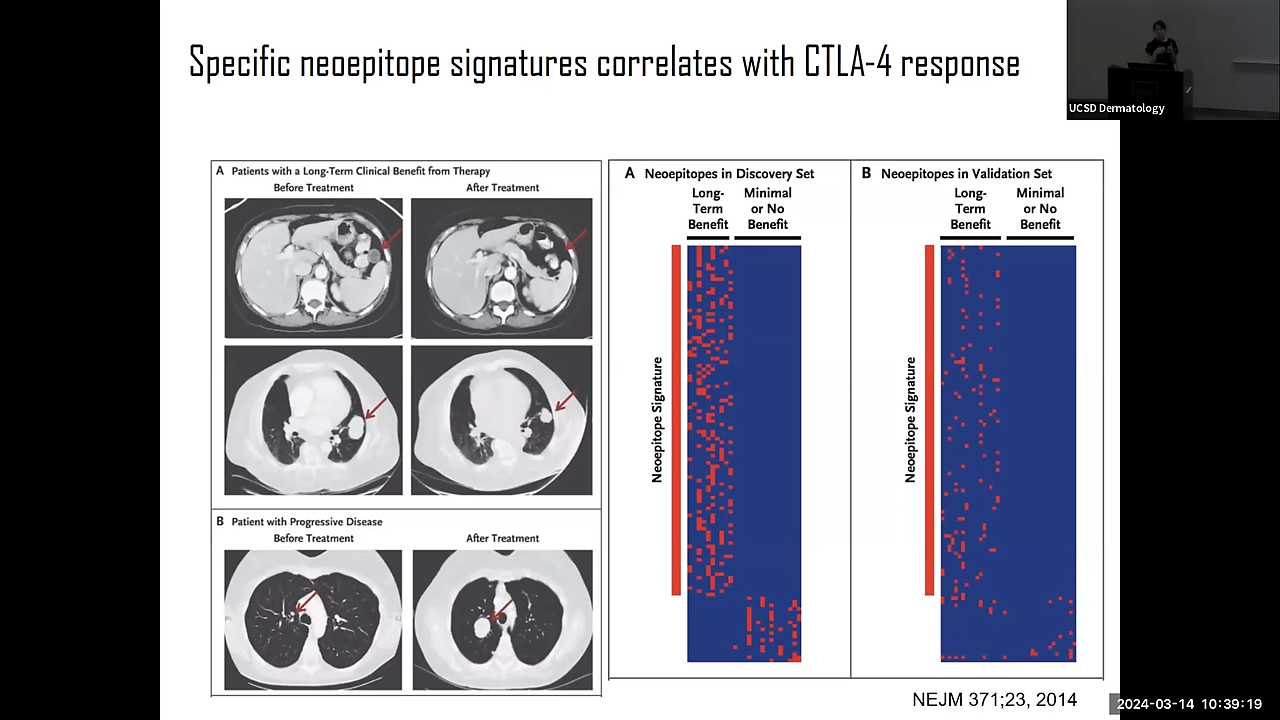 Specific neoepitope signatures correlates with CTLA-4 response
UCSD Dermatology
A Patients with a Long-Term Clinical Benefit from Therapy
Before Treatment
After Treatment
B Patient with Progressive Disease
Before Treatment
After Treatment
A Neoepitopes in Discovery Set
Long-
Term
Benefit
Minimal
or No
Benefit
Neoepitope Signature
B Neoepitopes in Validation Set
Long-
Term
Benefit
Minimal
or No
Benefit
Neoepitope Signature
NEJM 371;23, 2014
2024-03-14 10:39:19